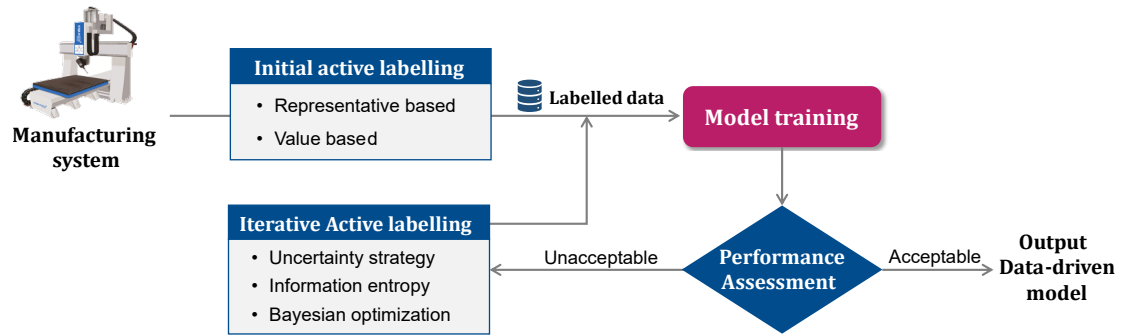 Initial active labelling
• Representative based
• Value based
Labelled data
Model training
Manufacturing
system
Iterative Active labelling
• Uncertainty strategy
• Information entropy
• Bayesian optimization
Unacceptable
Performance
Assessment
Acceptable
Output
Data-driven
model